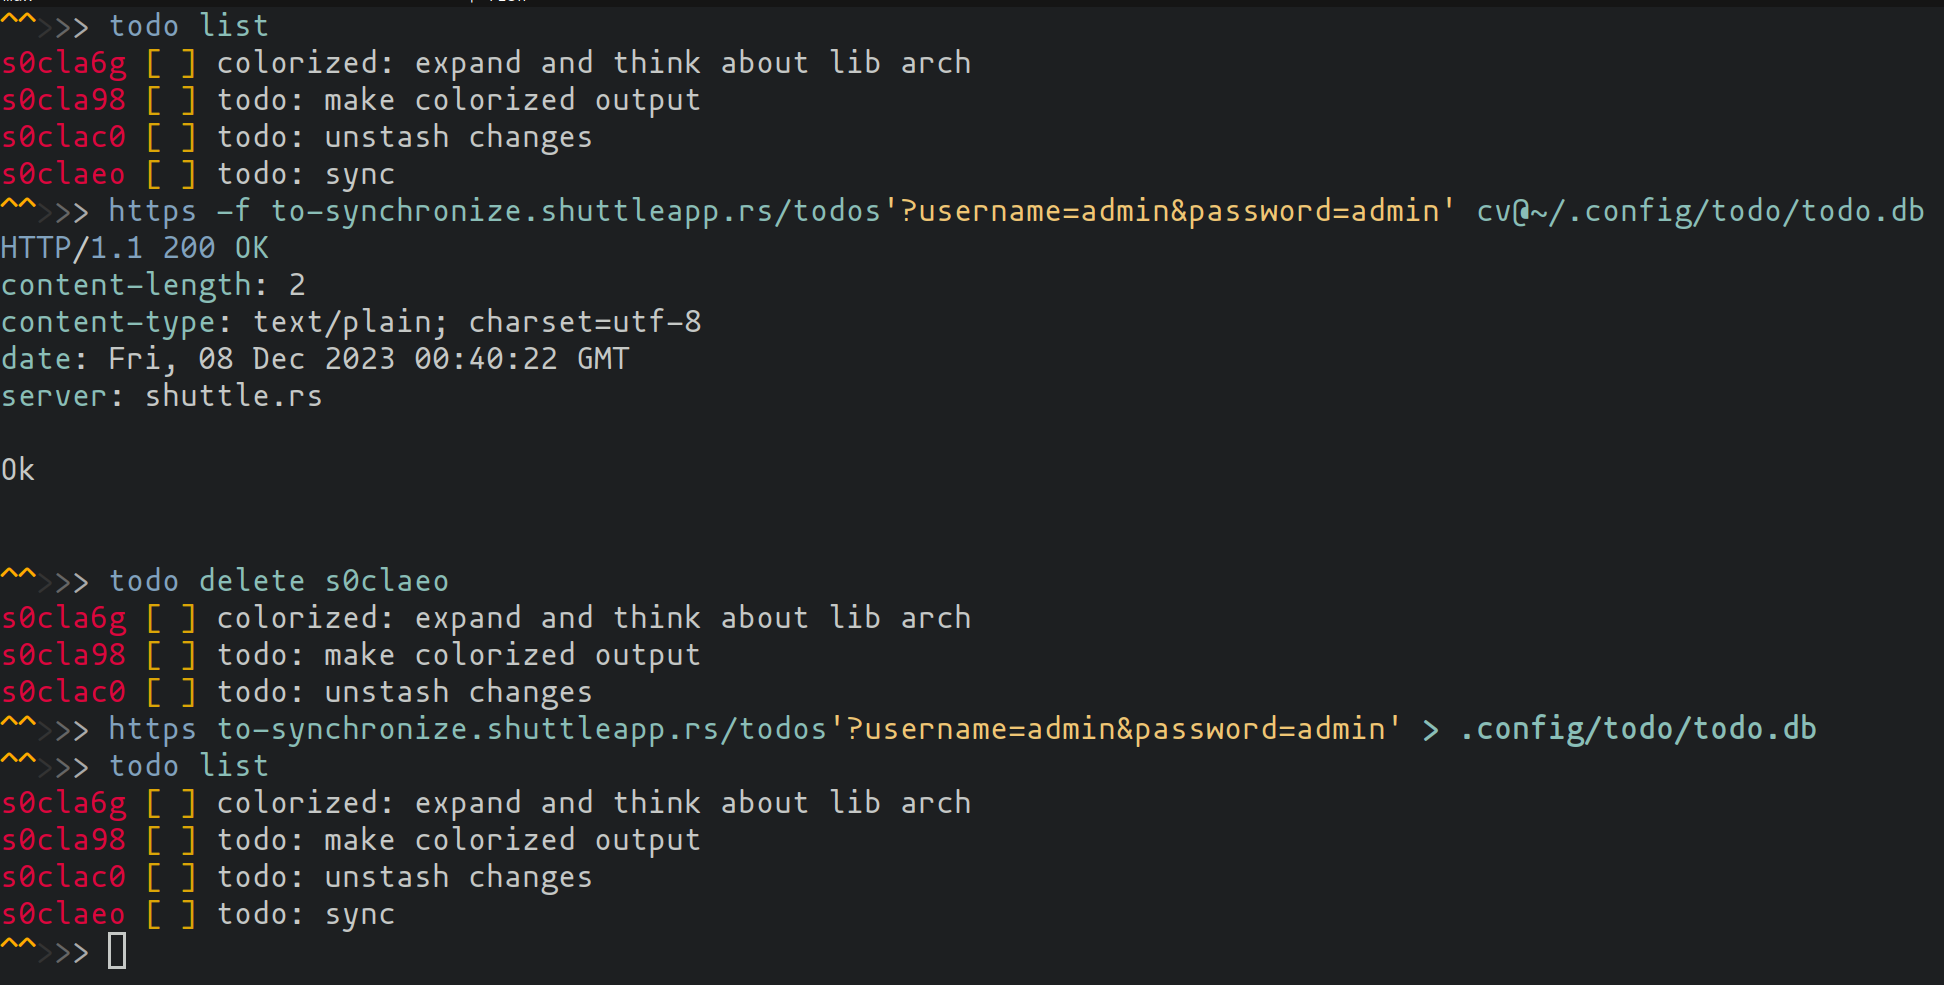 ^^>>> todo list
s0cla6g [ ] colorized: expand and think about lib arch
s0cla98 [ ] todo: make colorized output
s0clac0 [ ] todo: unstash changes
s0claeo [ ] todo: sync
^^>>> https -f to-synchronize.shuttleapp.rs/todos'?username=admin&password=admin' cv@~/.config/todo/todo.db
HTTP/1.1 200 OK
content-length: 2
content-type: text/plain; charset=utf-8
date: Fri, 08 Dec 2023 00:40:22 GMT
server: shuttle.rs
Ok
^^>>> todo delete s0claeo
s0cla6g [ ] colorized: expand and think about lib arch
s0cla98 [ ] todo: make colorized output
s0clac0 [ ] todo: unstash changes
^^>>> https to-synchronize.shuttleapp.rs/todos'?username=admin&password=admin' > .config/todo/todo.db
^^>>> todo list
s0cla6g [ ] colorized: expand and think about lib arch
s0cla98 [ ] todo: make colorized output
s0clac0 [ ] todo: unstash changes
s0claeo [ ] todo: sync
^^>>>